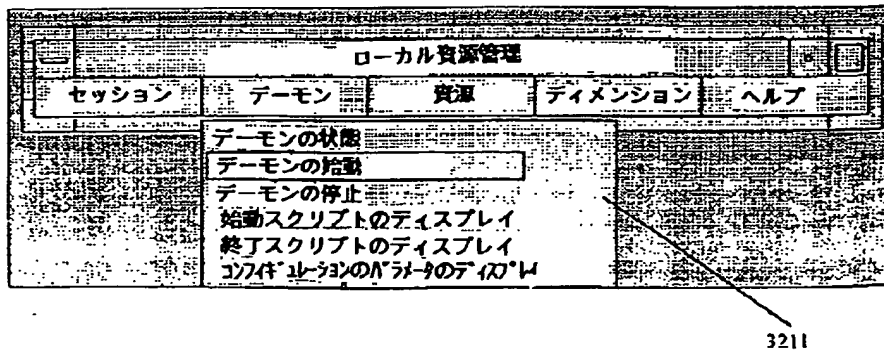 ローカル資源管理
セッション デーモン 資源 ディメンション ヘルプ
デーモンの状態
デーモンの始動
デーモンの停止
始動スクリプトのディスプレイ
終了スクリプトのディスプレイ
コンフィギュレーションのパラメータのディスプレイ
3211